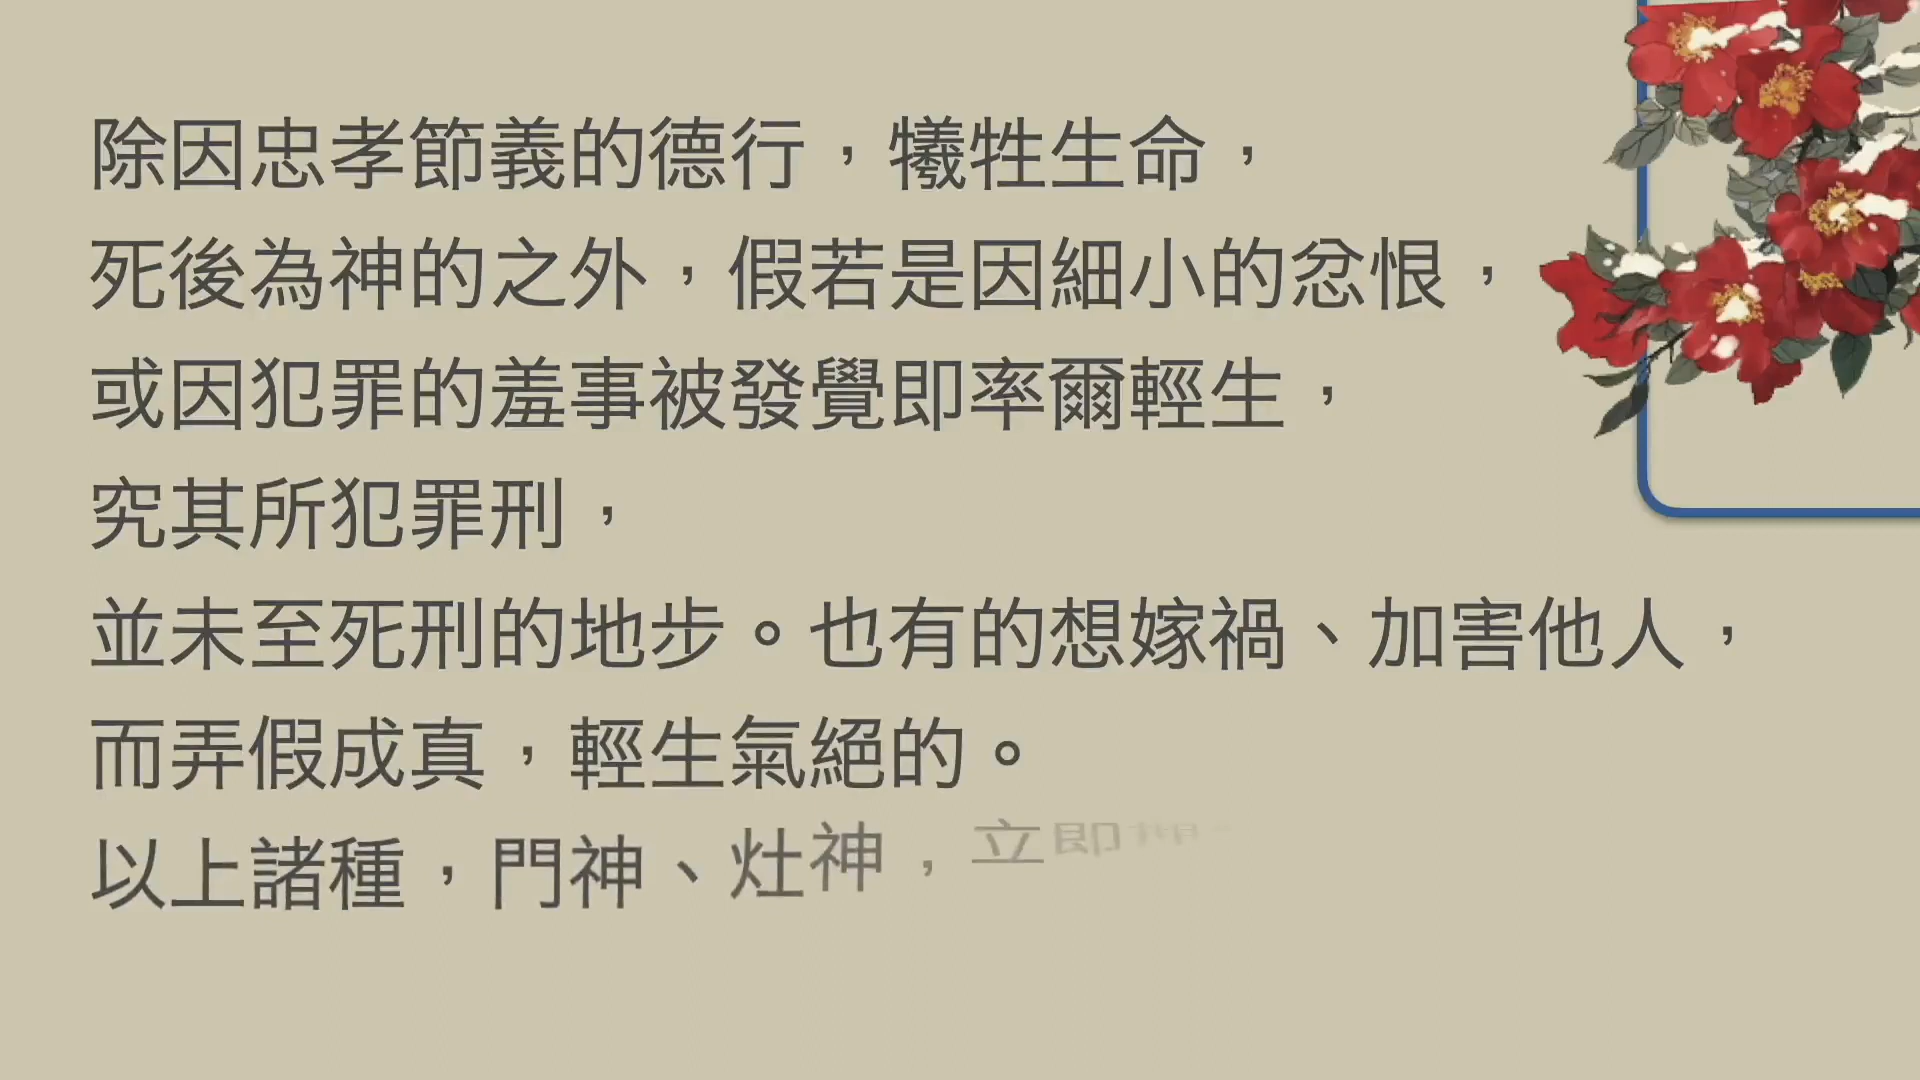 除因忠孝節義的德行，犧牲生命，
死後為神的之外，假若是因細小的忿恨，
或因犯罪的羞事被發覺即率爾輕生，
究其所犯罪刑，
並未至死刑的地步。也有的想嫁禍、加害他人，
而弄假成真，輕生氣絕的。
以上諸種，門神、灶神，立即